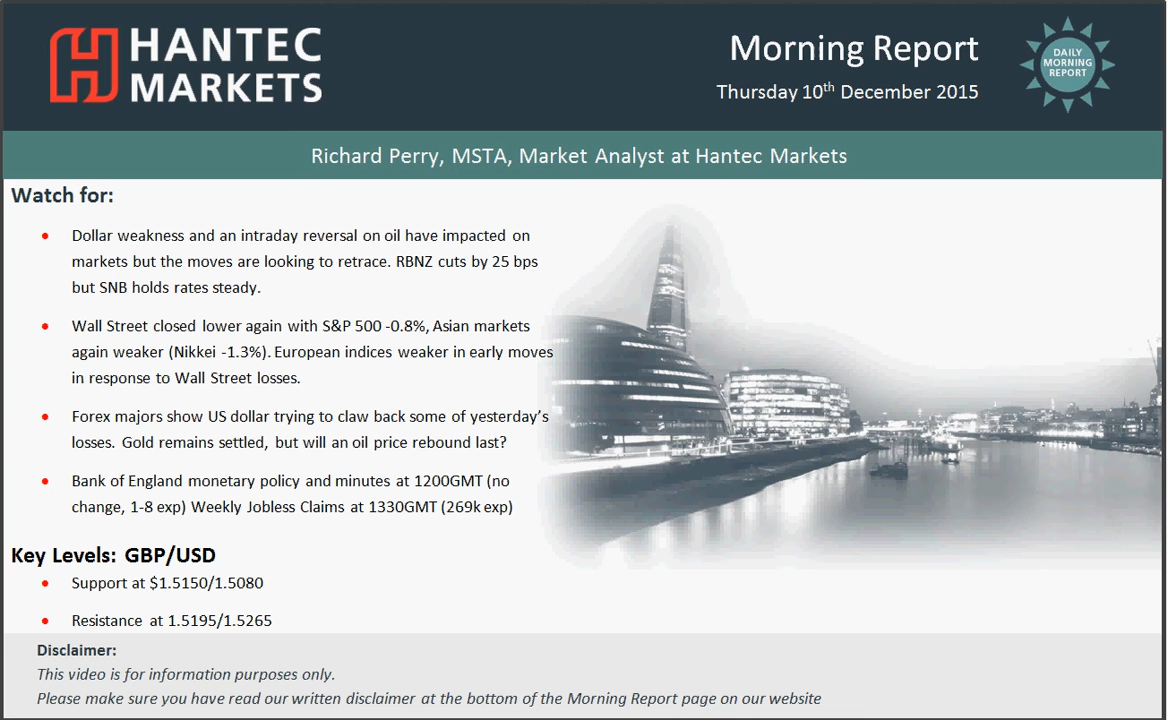 HANTEC
MARKETS
Morning Report
Thursday 10th December 2015
DAILY
MORNING
REPORT
Richard Perry, MSTA, Market Analyst at Hantec Markets
Watch for:
Dollar weakness and an intraday reversal on oil have impacted on
markets but the moves are looking to retrace. RBNZ cuts by 25 bps
but SNB holds rates steady.
Wall Street closed lower again with S&P 500 -0.8%, Asian markets
again weaker (Nikkei -1.3%). European indices weaker in early moves
in response to Wall Street losses.
Forex majors show US dollar trying to claw back some of yesterday's
losses. Gold remains settled, but will an oil price rebound last?
Bank of England monetary policy and minutes at 1200GMT (no
change, 1-8 exp) Weekly Jobless Claims at 1330GMT (269k exp)
Key Levels: GBP/USD
Support at $1.5150/1.5080
Resistance at 1.5195/1.5265
Disclaimer:
This video is for information purposes only.
Please make sure you have read our written disclaimer at the bottom of the Morning Report page on our website